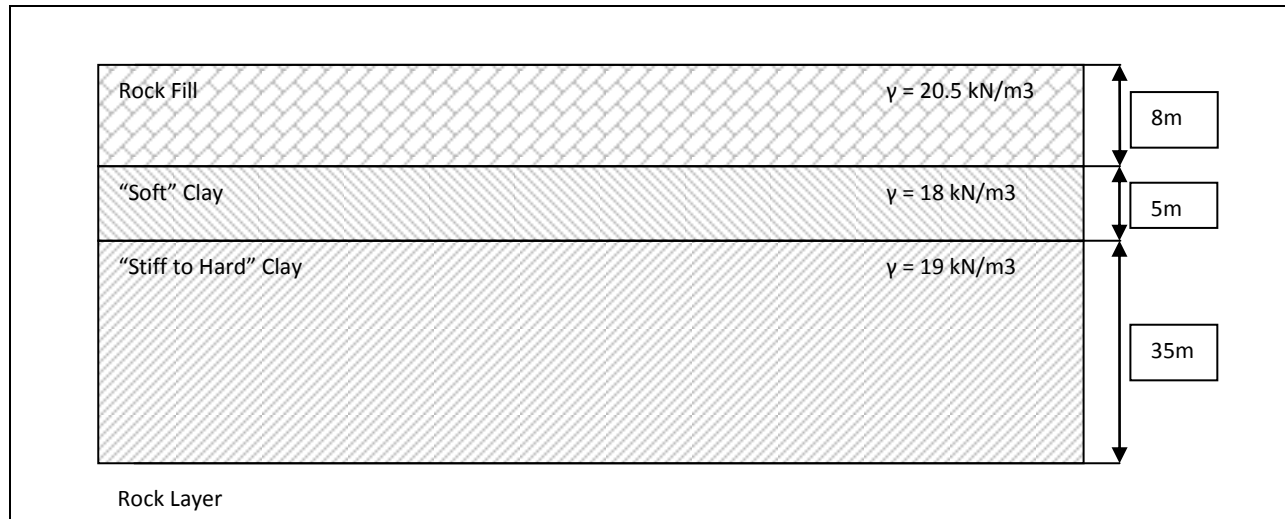 Rock Fill γ = 20.5 kN/m3
8m
“Soft” Clay γ = 18 kN/m3
5m
“Stiff to Hard” Clay γ = 19 kN/m3
35m
Rock Layer